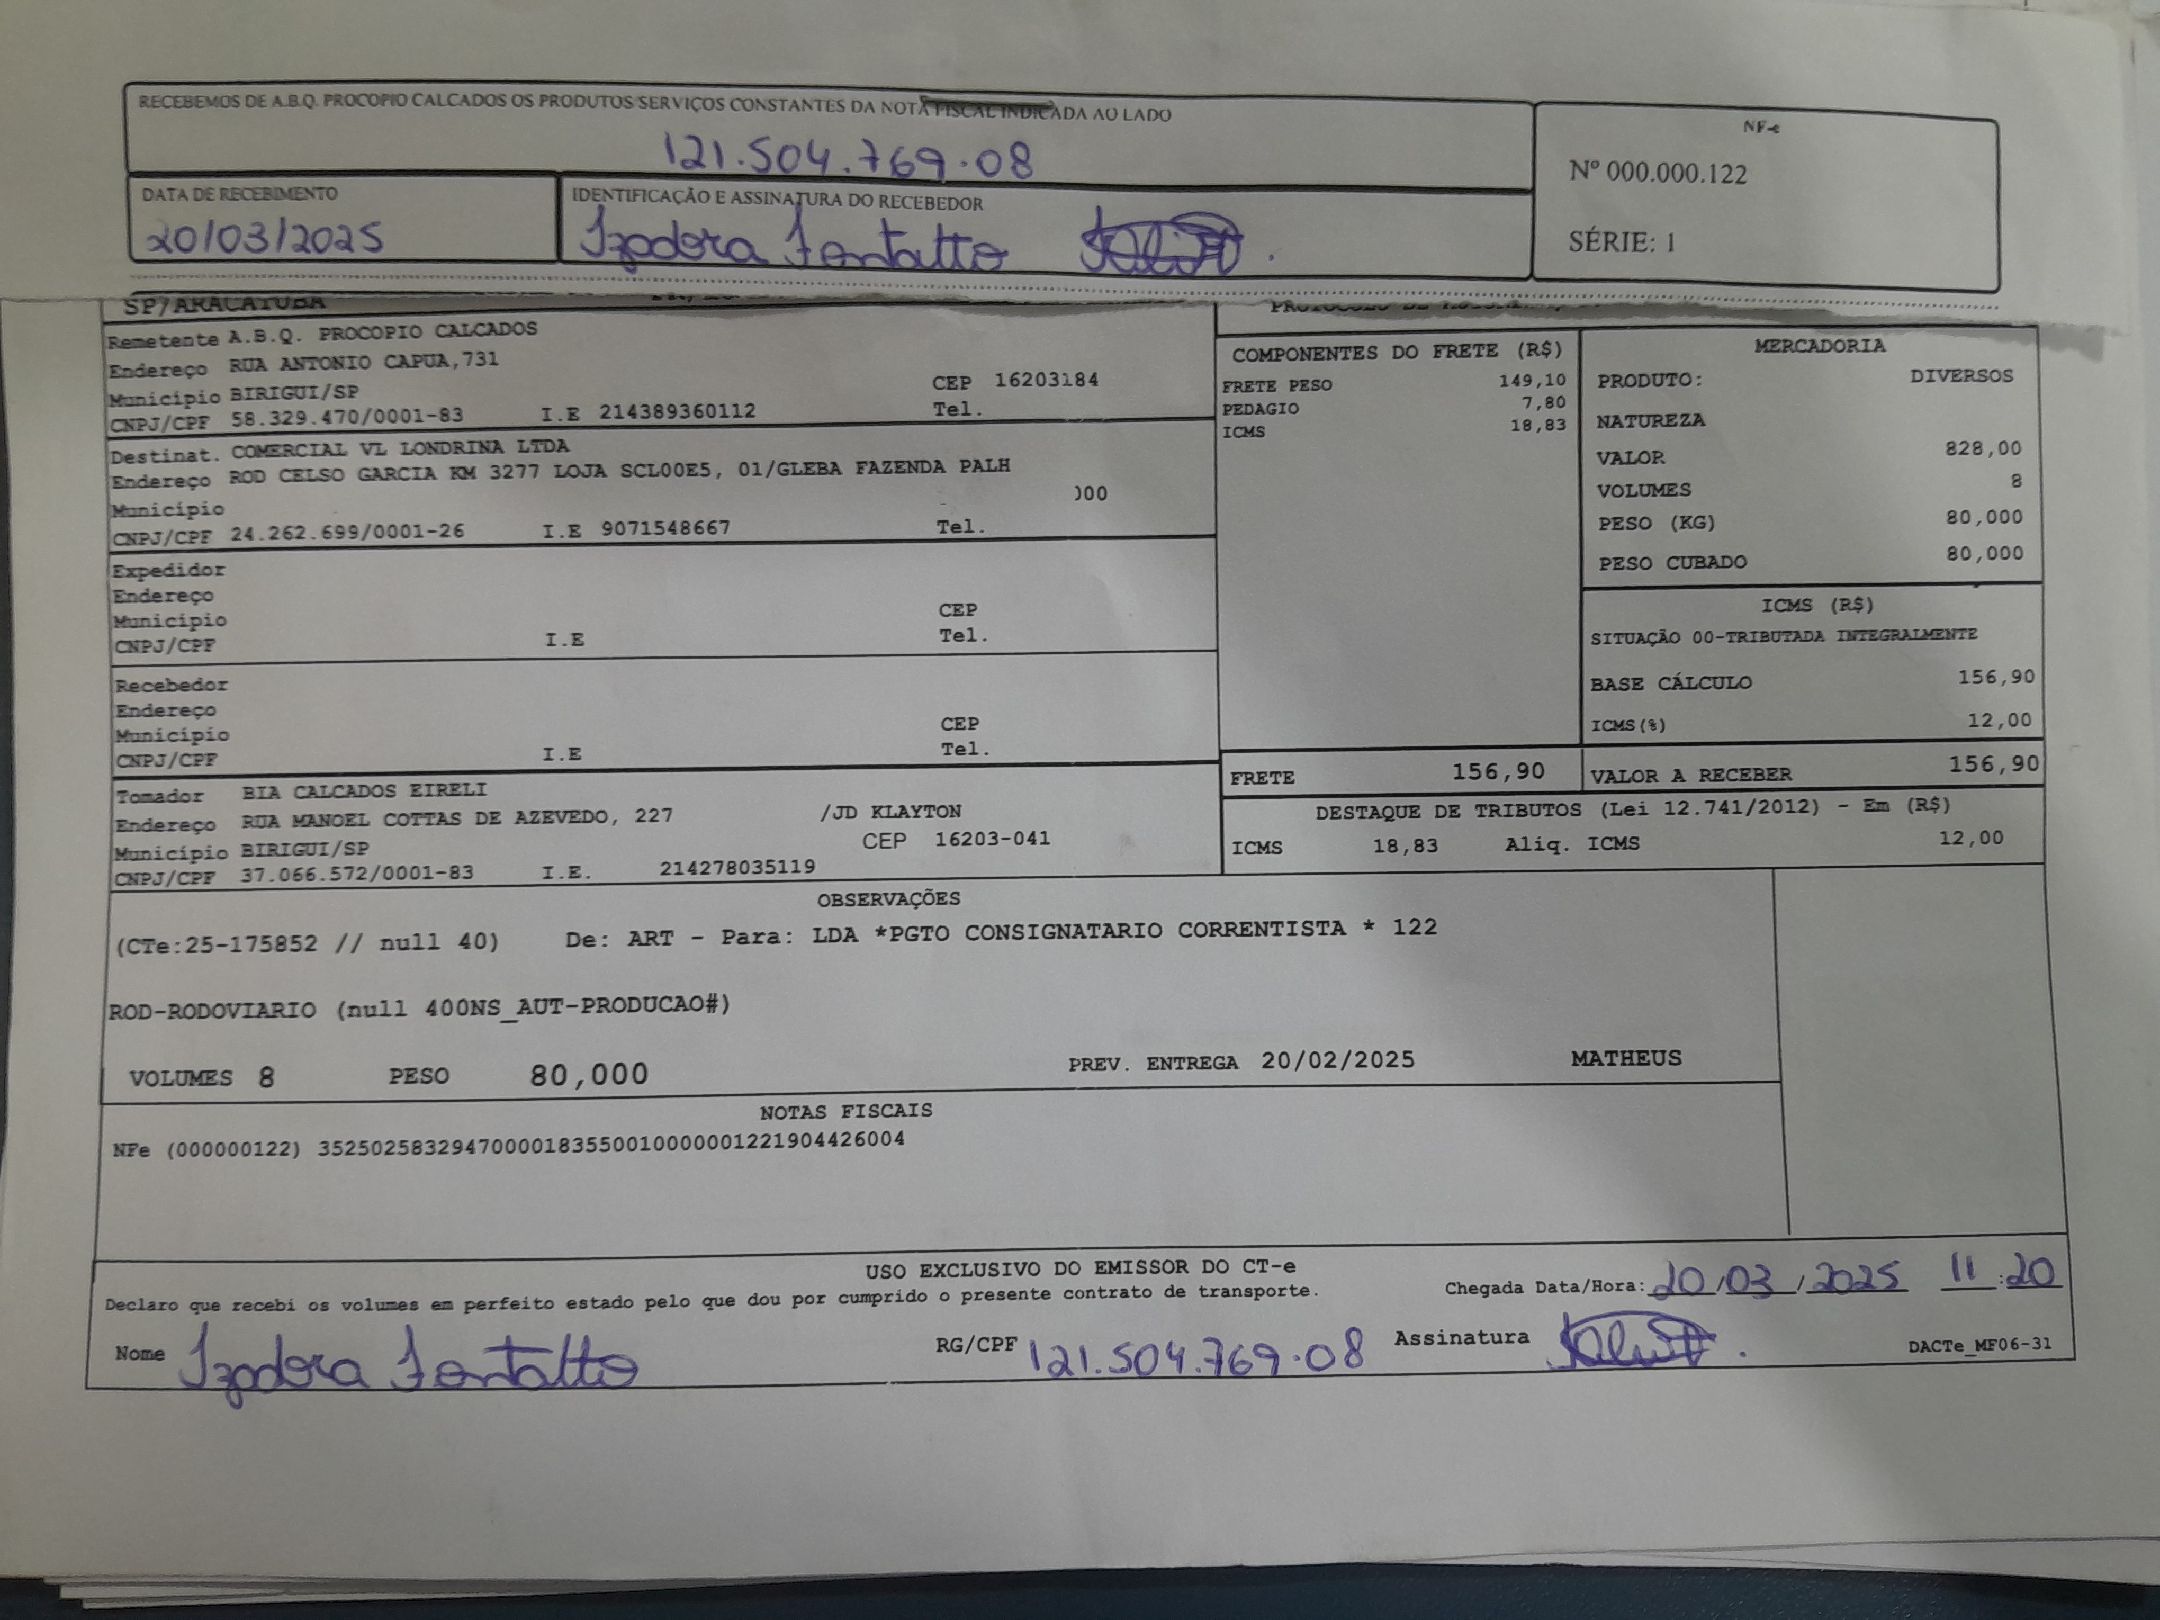 RECEBEMOS DE A.B.Q. PROCOPIO CALCADOS OS PRODUTOS/SERVIÇOS CONSTANTES DA NOTA FISCAL INDICADA AO LADO
121.504.769-08
DATA DE RECEBIMENTO
20/03/2025
IDENTIFICAÇÃO E ASSINATURA DO RECEBEDOR
Izadora Fontatto
NF-e
Nº 000.000.122
SÉRIE: 1
SP/ARACATUBA
Remetente A.B.Q. PROCOPIO CALCADOS
Endereço RUA ANTONIO CAPUA,731
Município BIRIGUI/SP CEP 16203184
CNPJ/CPF 58.329.470/0001-83 I.E 214389360112 Tel.
Destinat. COMERCIAL VL LONDRINA LTDA
Endereço ROD CELSO GARCIA KM 3277 LOJA SCL00E5, 01/GLEBA FAZENDA PALH
Município 000
CNPJ/CPF 24.262.699/0001-26 I.E 9071548667 Tel.
Expedidor
Endereço
Município CEP
CNPJ/CPF I.E Tel.
Recebedor
Endereço
Município CEP
CNPJ/CPF I.E Tel.
Tomador BIA CALCADOS EIRELI
Endereço RUA MANOEL COTTAS DE AZEVEDO, 227 /JD KLAYTON
Município BIRIGUI/SP CEP 16203-041
CNPJ/CPF 37.066.572/0001-83 I.E. 214278035119
COMPONENTES DO FRETE (R$)
FRETE PESO 149,10
PEDAGIO 7,80
ICMS 18,83
MERCADORIA
PRODUTO: DIVERSOS
NATUREZA
VALOR 828,00
VOLUMES 8
PESO (KG) 80,000
PESO CUBADO 80,000
ICMS (R$)
SITUAÇÃO 00-TRIBUTADA INTEGRALMENTE
BASE CÁLCULO 156,90
ICMS(%) 12,00
FRETE 156,90
VALOR A RECEBER 156,90
DESTAQUE DE TRIBUTOS (Lei 12.741/2012) - Em (R$)
ICMS 18,83 Aliq. ICMS 12,00
OBSERVAÇÕES
(CTe:25-175852 // null 40) De: ART - Para: LDA *PGTO CONSIGNATARIO CORRENTISTA * 122
ROD-RODOVIARIO (null 400NS_AUT-PRODUCAO#)
VOLUMES 8 PESO 80,000 PREV. ENTREGA 20/02/2025 MATHEUS
NOTAS FISCAIS
NFe (000000122) 35250258329470000183550010000001221904426004
USO EXCLUSIVO DO EMISSOR DO CT-e
Declaro que recebi os volumes em perfeito estado pelo que dou por cumprido o presente contrato de transporte.
Chegada Data/Hora: 20/03/2025 11:20
Nome Izadora Fontatto RG/CPF 121.504.769-08 Assinatura
DACTe_MF06-31